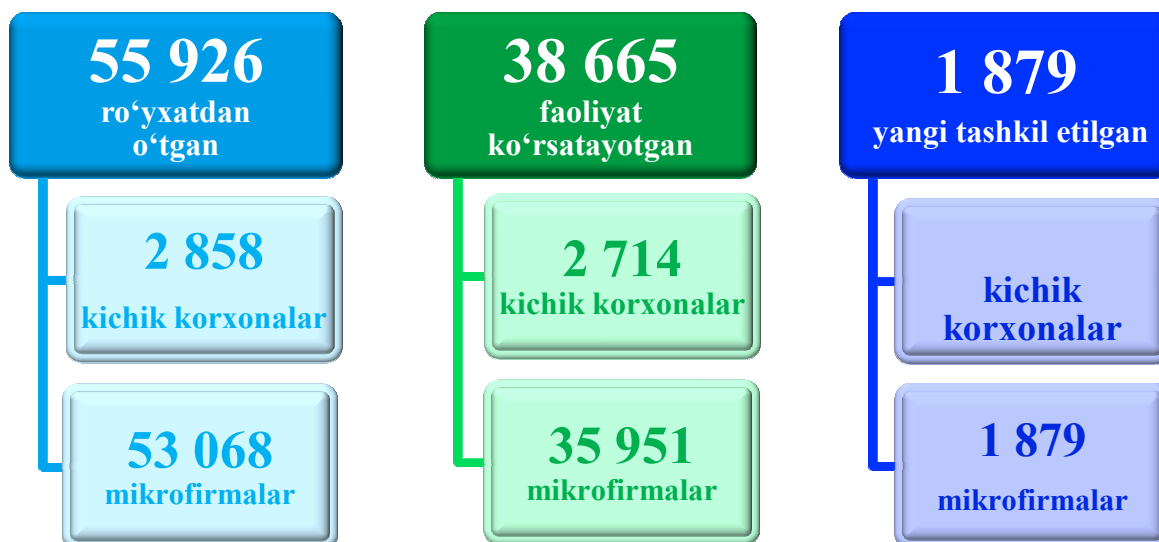 55 926
ro‘yxatdan
o‘tgan
2 858
kichik korxonalar
53 068
mikrofirmalar
38 665
faoliyat
ko‘rsatayotgan
2 714
kichik korxonalar
35 951
mikrofirmalar
1 879
yangi tashkil etilgan
kichik
korxonalar
1 879
mikrofirmalar